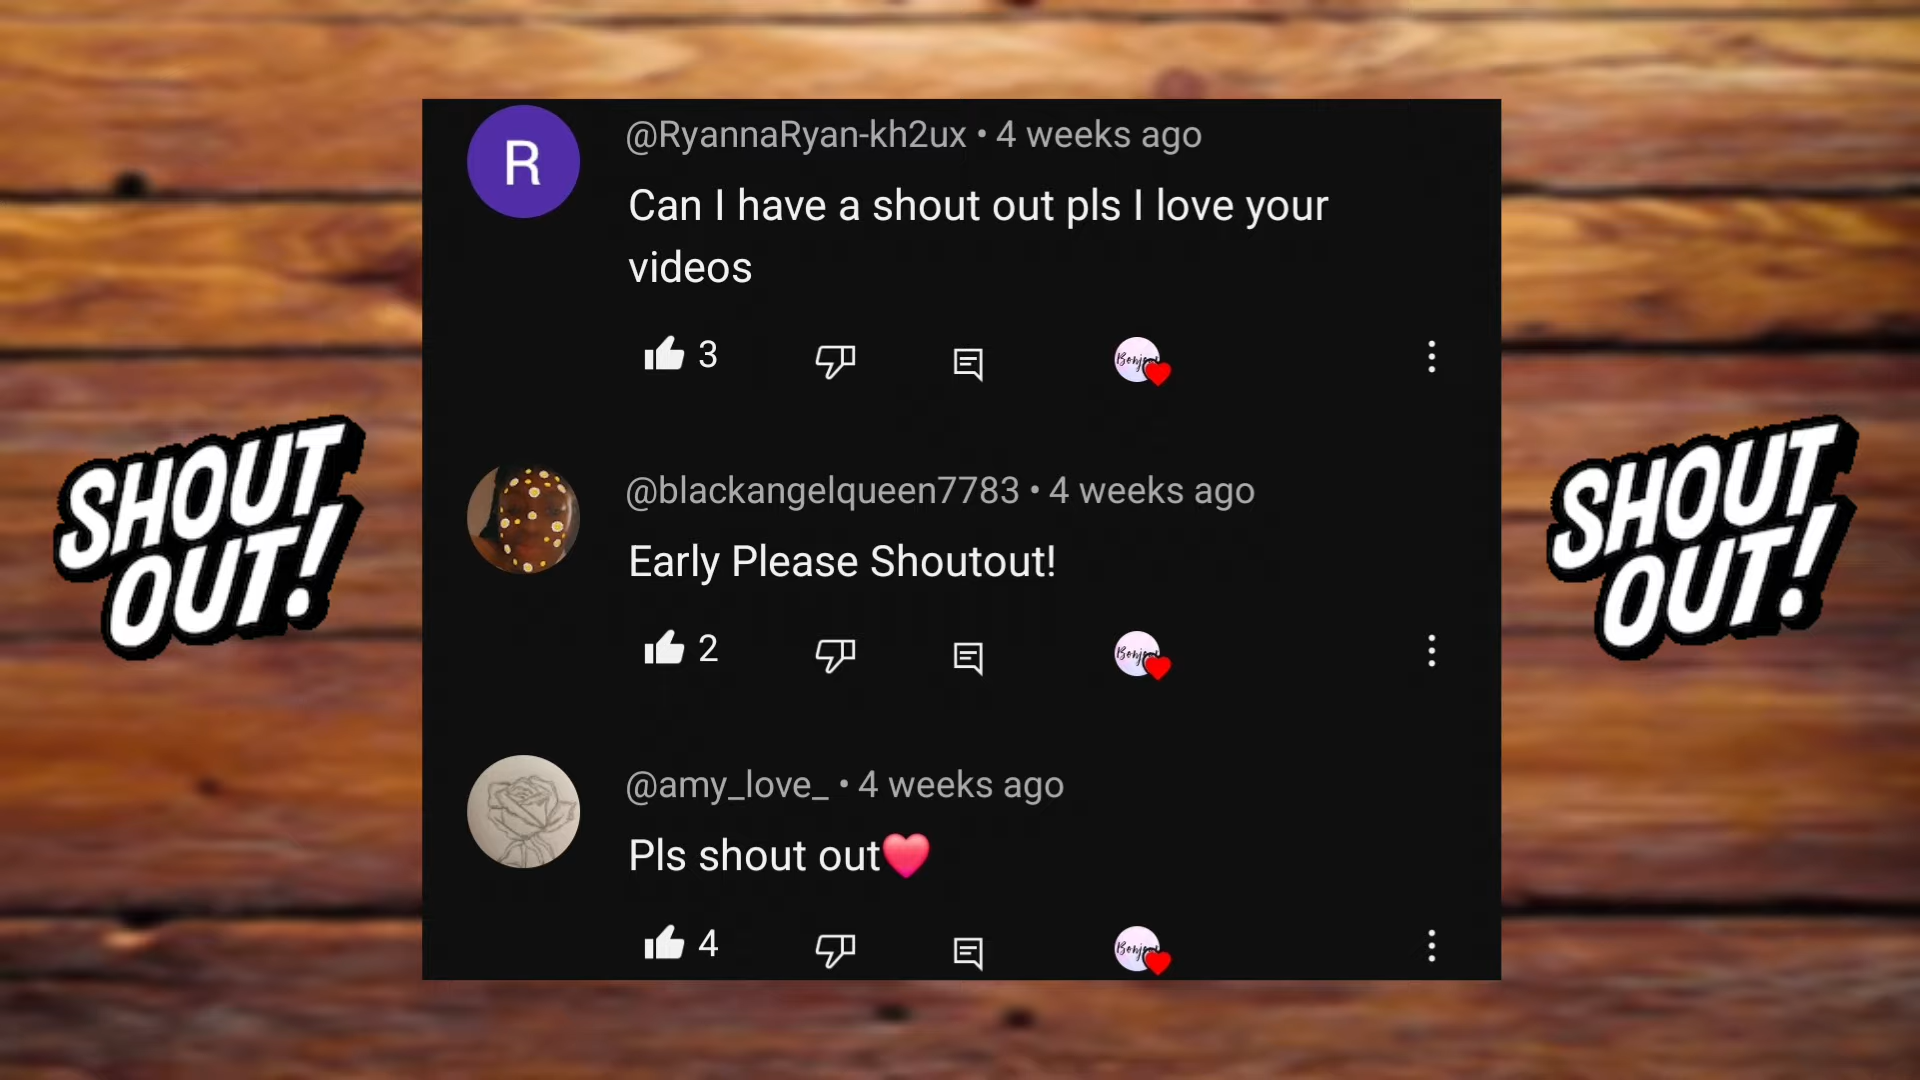 R
@RyannaRyan-kh2ux • 4 weeks ago
Can I have a shout out pls I love your
videos
3
@blackangelqueen7783 • 4 weeks ago
Early Please Shoutout!
2
@amy_love_ • 4 weeks ago
Pls shout out❤️
4
SHOUT
OUT!
SHOUT
OUT!